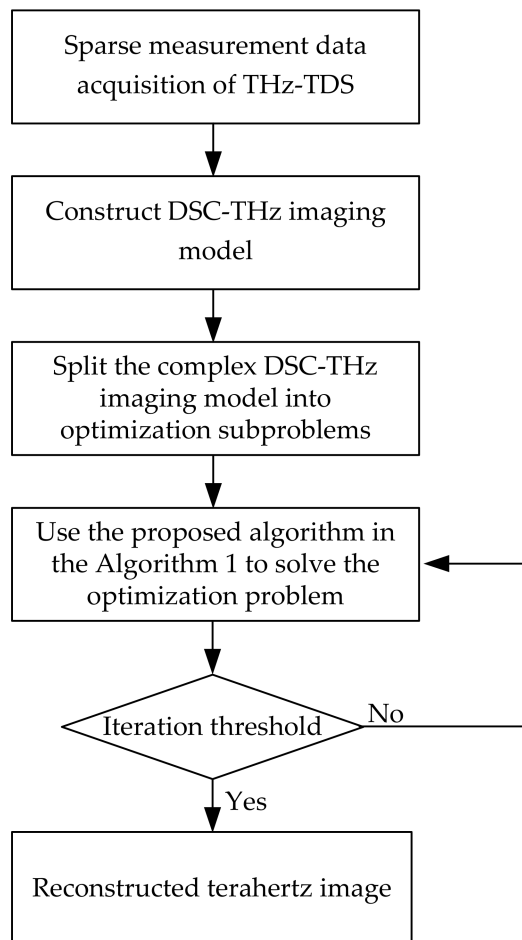 Sparse measurement data
acquisition of THz-TDS
Construct DSC-THz imaging
model
Split the complex DSC-THz
imaging model into
optimization subproblems
Use the proposed algorithm in
the Algorithm 1 to solve the
optimization problem
Iteration threshold
No
Yes
Reconstructed terahertz image